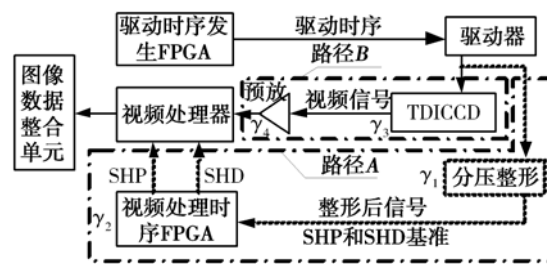 驱动时序发生FPGA
驱动时序
驱动器
路径B
图像数据整合单元
视频处理器
预放
视频信号
TDICCD
γ4
γ3
路径A
SHP
SHD
γ1
分压整形
γ2
视频处理时序FPGA
整形后信号
SHP和SHD基准